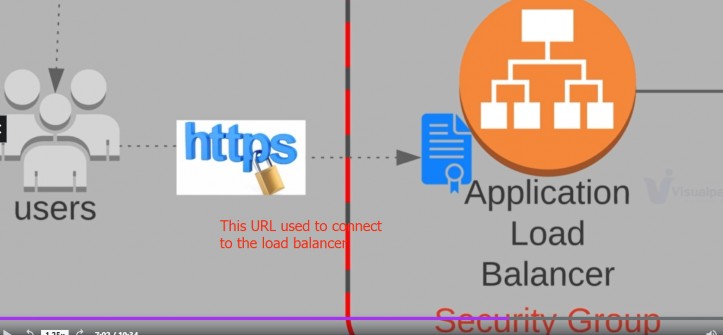 https
users
This URL used to connect
to the load balancer
Application
Load
Balancer
Security Group
1.25x
7:02 / 10:34